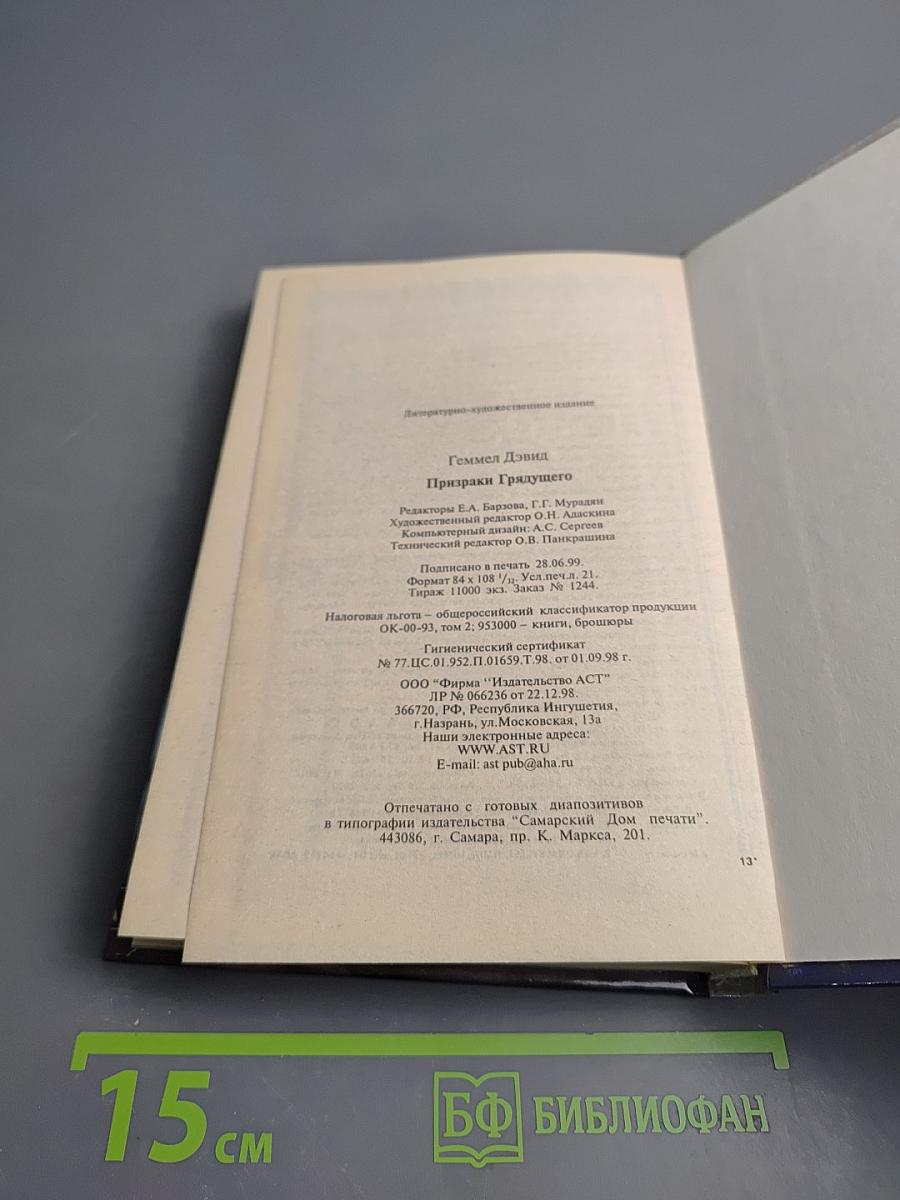 Литературно-художественное издание
Геммел Дэвид
Призраки Грядущего
Редакторы Е.А. Барзова, Г.Г. Мурадян
Художественный редактор О.Н. Адаскина
Компьютерный дизайн: А.С. Сергеев
Технический редактор О.В. Панкрашина
Подписано в печать 28.06.99.
Формат 84 х 108 1/32. Усл.печ.л. 21.
Тираж 11000 экз. Заказ № 1244.
Налоговая льгота – общероссийский классификатор продукции
ОК-00-93, том 2; 953000 – книги, брошюры
Гигиенический сертификат
№ 77.ЦС.01.952.П.01659.Т.98. от 01.09.98 г.
ООО "Фирма "Издательство АСТ"
ЛР № 066236 от 22.12.98.
366720, РФ, Республика Ингушетия,
г.Назрань, ул.Московская, 13а
Наши электронные адреса:
WWW.AST.RU
E-mail: ast pub@aha.ru
Отпечатано с готовых диапозитивов
в типографии издательства "Самарский Дом печати".
443086, г. Самара, пр. К. Маркса, 201.
13*
15 см
БФ БИБЛИОФАН